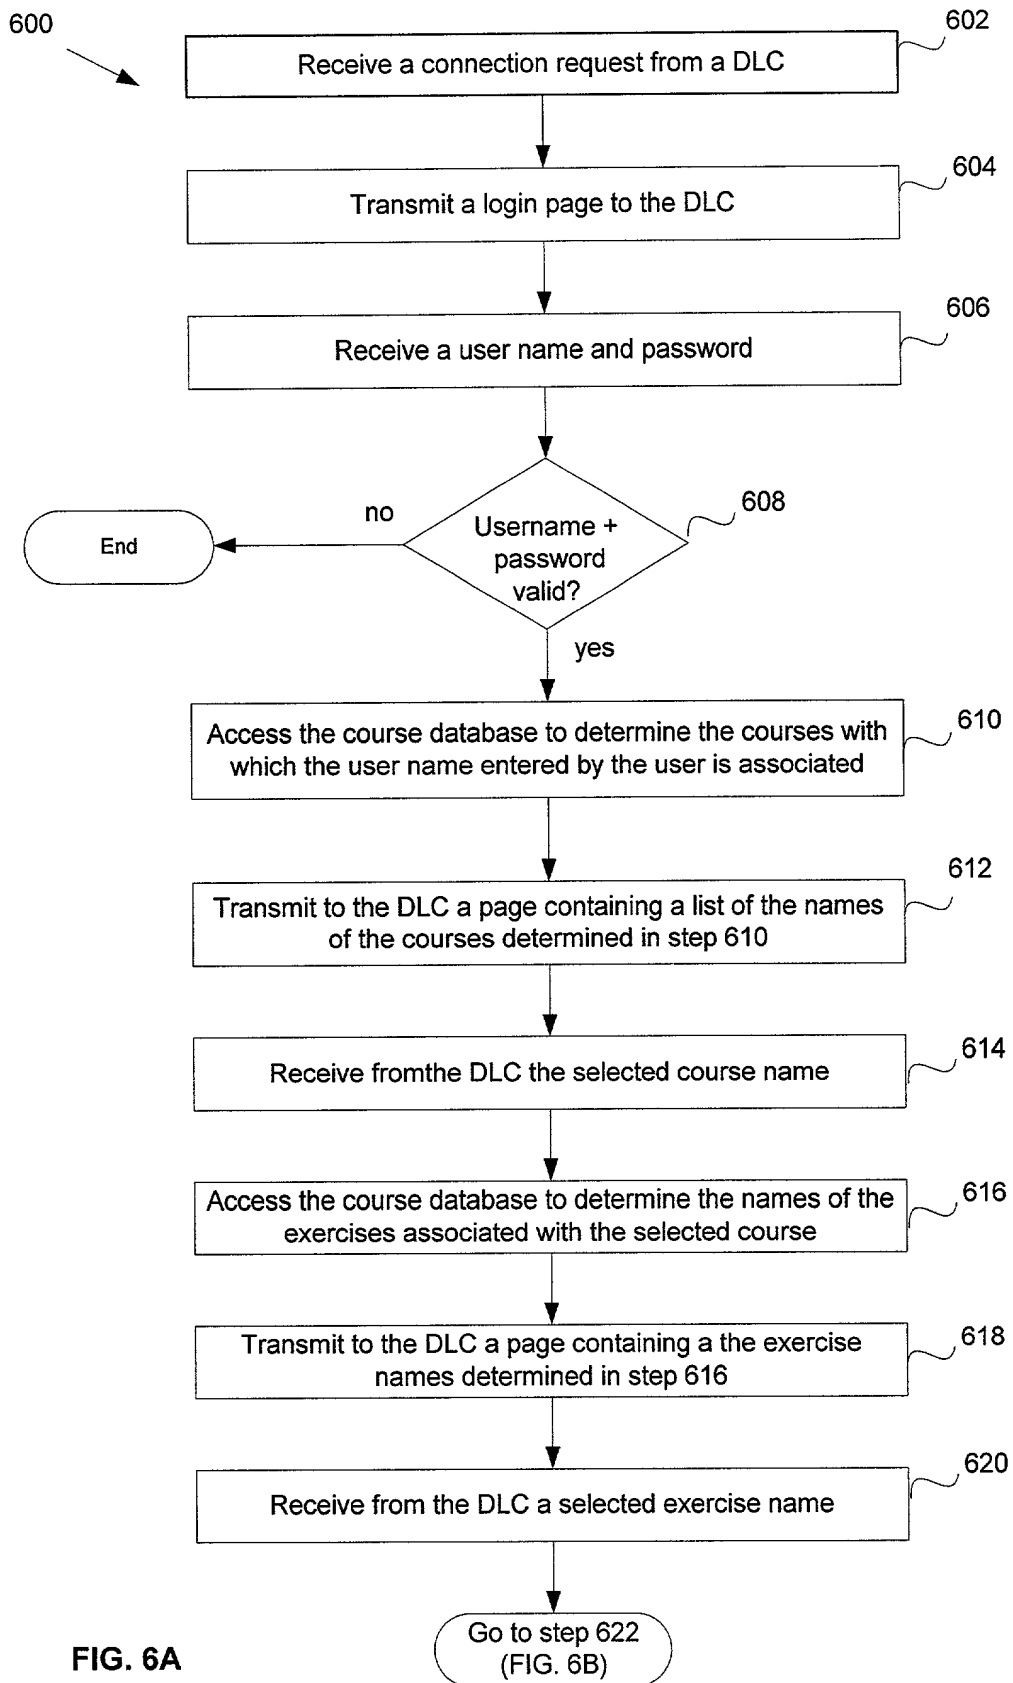 600
602
Receive a connection request from a DLC
604
Transmit a login page to the DLC
606
Receive a user name and password
608
no
Username +
password
valid?
End
yes
610
Access the course database to determine the courses with
which the user name entered by the user is associated
612
Transmit to the DLC a page containing a list of the names
of the courses determined in step 610
614
Receive fromthe DLC the selected course name
616
Access the course database to determine the names of the
exercises associated with the selected course
618
Transmit to the DLC a page containing a the exercise
names determined in step 616
620
Receive from the DLC a selected exercise name
Go to step 622
(FIG. 6B)
FIG. 6A